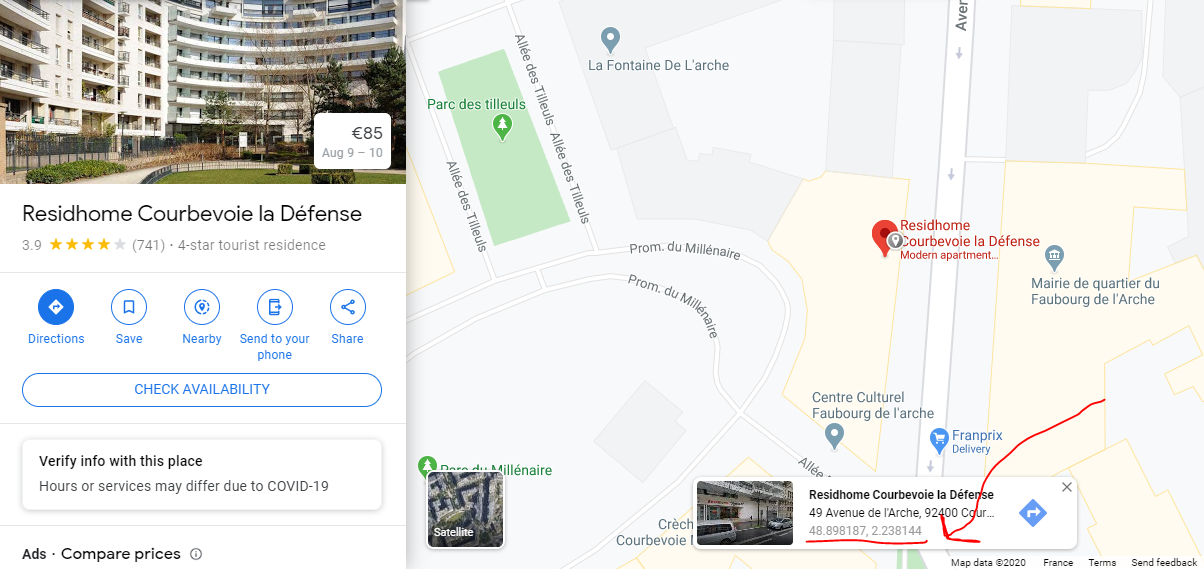 €85
Aug 9 – 10
Residhome Courbevoie la Défense
3.9 (741) · 4-star tourist residence
Directions
Save
Nearby
Send to your
phone
Share
CHECK AVAILABILITY
Verify info with this place
Hours or services may differ due to COVID-19
Ads · Compare prices
Aven
La Fontaine De L'arche
Allée des Tilleuls
Allée des Tilleuls
Parc des tilleuls
Allée des Tilleuls
Residhome
Courbevoie la Défense
Modern apartment...
Prom. du Millénaire
Prom. du Millénaire
Mairie de quartier du
Faubourg de l'Arche
Centre Culturel
Faubourg de l'arche
Franprix
Delivery
Parc du Millénaire
Allée
Satellite
Crèch
Courbevoie
Residhome Courbevoie la Défense
49 Avenue de l'Arche, 92400 Cour...
48.898187, 2.238144
Map data ©2020 France Terms Send feedback